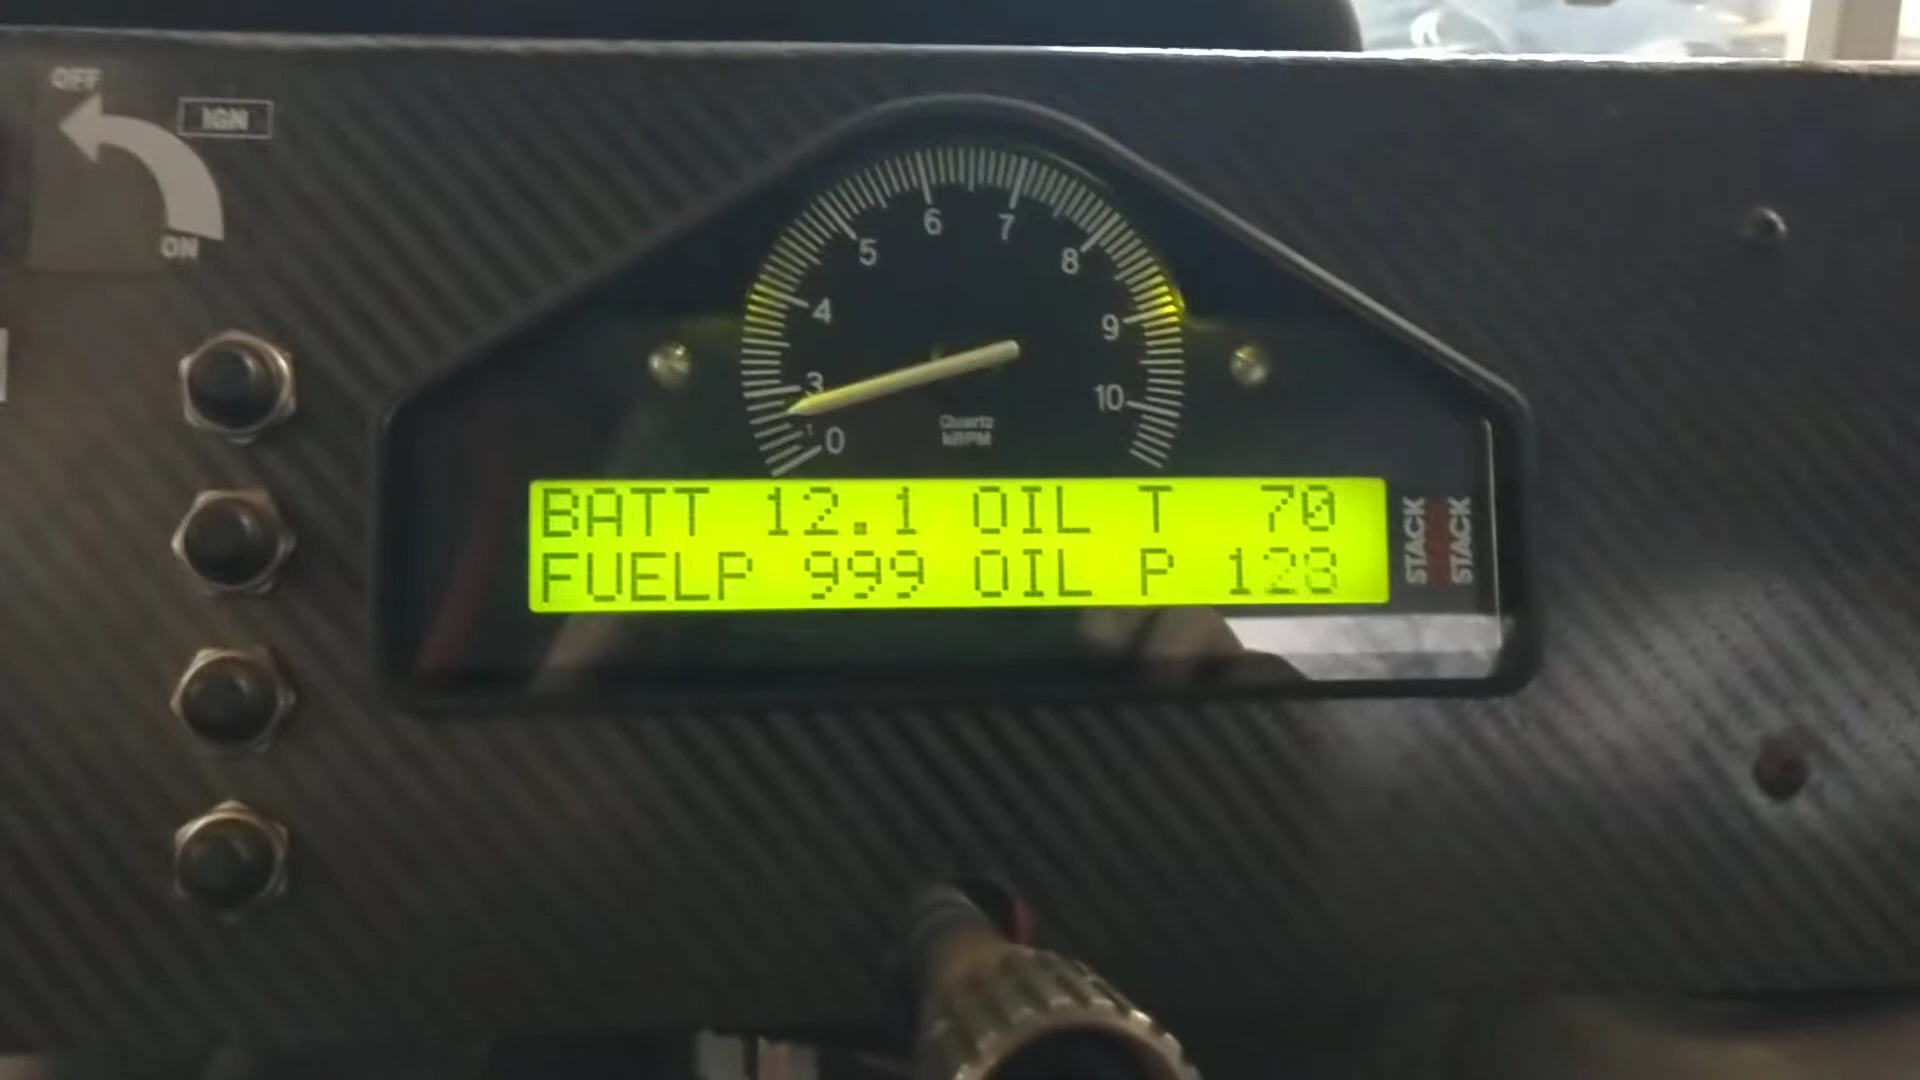 OFF
IGN
ON
6
7
5
8
4
9
3
10
1
0
Quartz
kRPM
BATT 12.1 OIL T 70
FUELP 999 OIL P 128
STACK
STACK